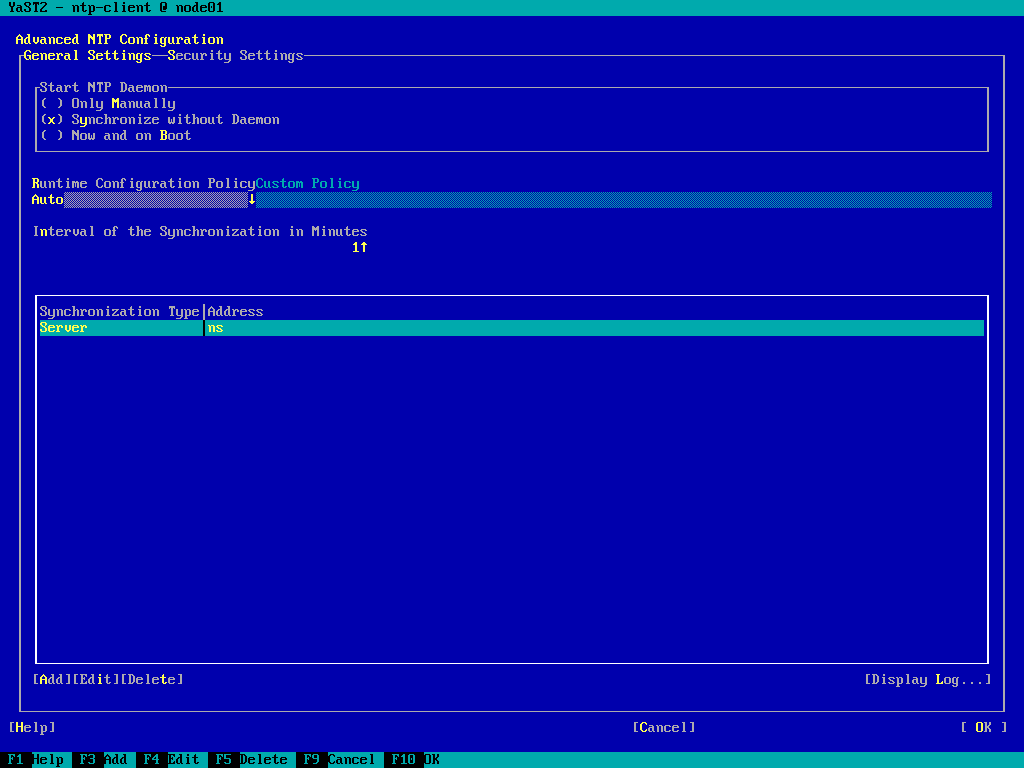 YaST2 - ntp-client @ node01
Advanced NTP Configuration
General Settings Security Settings
Start NTP Daemon
( ) Only Manually
(x) Synchronize without Daemon
( ) Now and on Boot
Runtime Configuration Policy Custom Policy
Auto ↓
Interval of the Synchronization in Minutes
1↑
Synchronization Type|Address
Server |ns
[Add][Edit][Delete] [Display Log...]
[Help] [Cancel] [ OK ]
F1 Help F3 Add F4 Edit F5 Delete F9 Cancel F10 OK